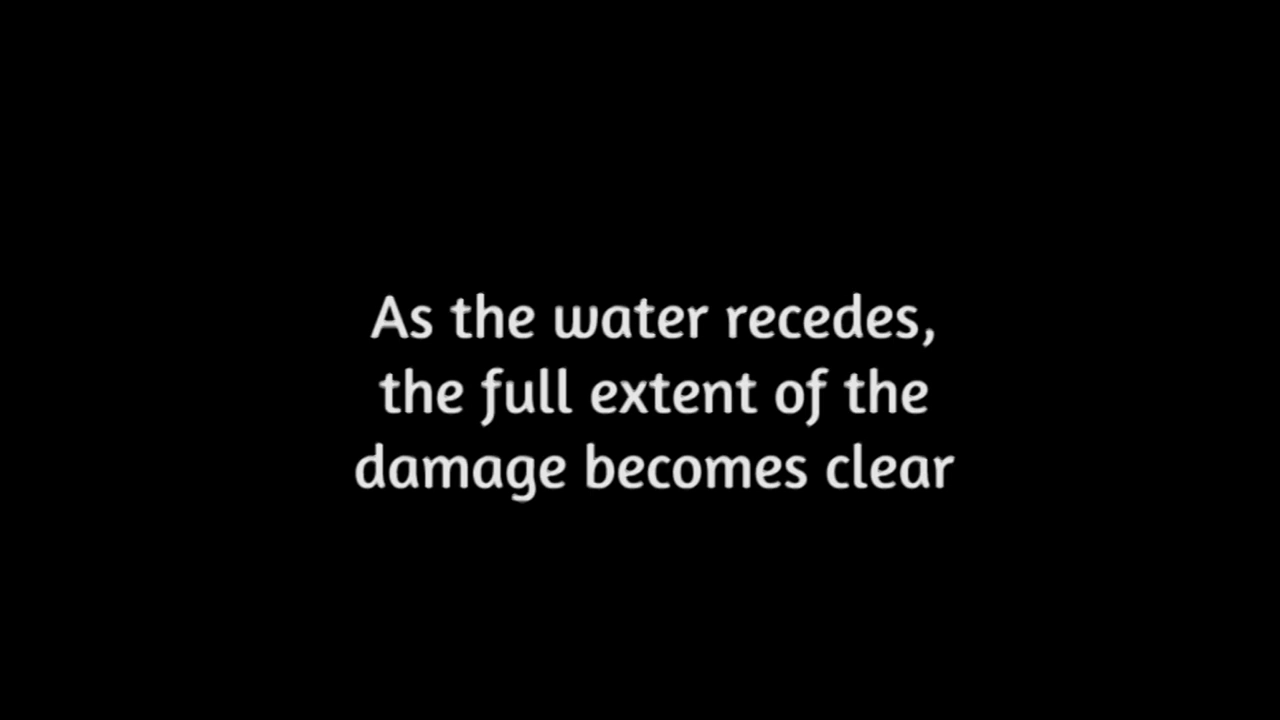 As the water recedes,
the full extent of the
damage becomes clear